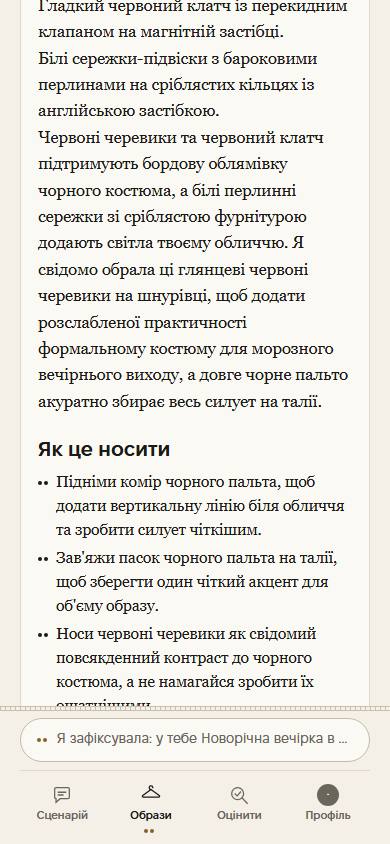 Гладкий червоний клатч із перекидним
клапаном на магнітній застібці.
Білі сережки-підвіски з бароковими
перлинами на сріблястих кільцях із
англійською застібкою.
Червоні черевики та червоний клатч
підтримують бордову облямівку
чорного костюма, а білі перлинні
сережки зі сріблястою фурнітурою
додають світла твоєму обличчю. Я
свідомо обрала ці глянцеві червоні
черевики на шнурівці, щоб додати
розслабленої практичності
формальному костюму для морозного
вечірнього виходу, а довге чорне пальто
акуратно збирає весь силует на талії.
Як це носити
Підніми комір чорного пальта, щоб
додати вертикальну лінію біля обличчя
та зробити силует чіткішим.
Зав'яжи пасок чорного пальта на талії,
щоб зберегти один чіткий акцент для
об'єму образу.
Носи червоні черевики як свідомий
повсякденний контраст до чорного
костюма, а не намагайся зробити їх
Я зафіксувала: у тебе Новорічна вечірка в ...
Сценарій
Образи
Оцінити
Профіль